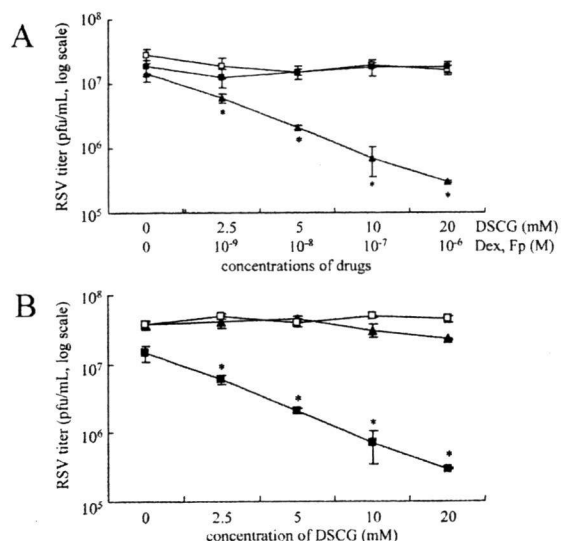 A
RSV titer (pfu/mL, log scale)
10⁸
10⁷
10⁶
10⁵
*
*
*
*
0 2.5 5 10 20 DSCG (mM)
0 10⁻⁹ 10⁻⁸ 10⁻⁷ 10⁻⁶ Dex, Fp (M)
concentrations of drugs
B
RSV titer (pfu/mL, log scale)
10⁸
10⁷
10⁶
10⁵
*
*
*
*
0 2.5 5 10 20
concentration of DSCG (mM)